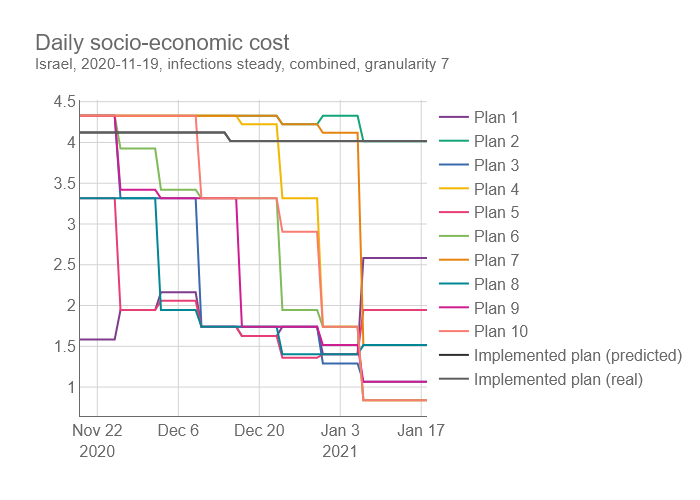 Daily socio-economic cost
Israel, 2020-11-19, infections steady, combined, granularity 7
4.5
4
3.5
3
2.5
2
1.5
1
Nov 22
2020
Dec 6
Dec 20
Jan 3
2021
Jan 17
Plan 1
Plan 2
Plan 3
Plan 4
Plan 5
Plan 6
Plan 7
Plan 8
Plan 9
Plan 10
Implemented plan (predicted)
Implemented plan (real)